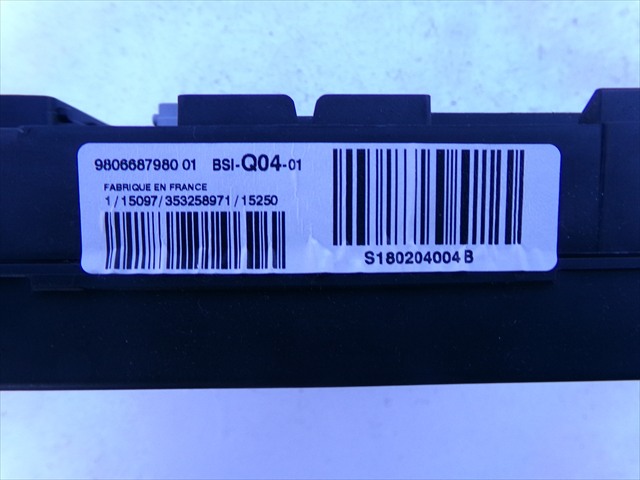 9806687980 01 BSI-Q04-01
FABRIQUE EN FRANCE
1/15097/353258971/15250
S180204004 B